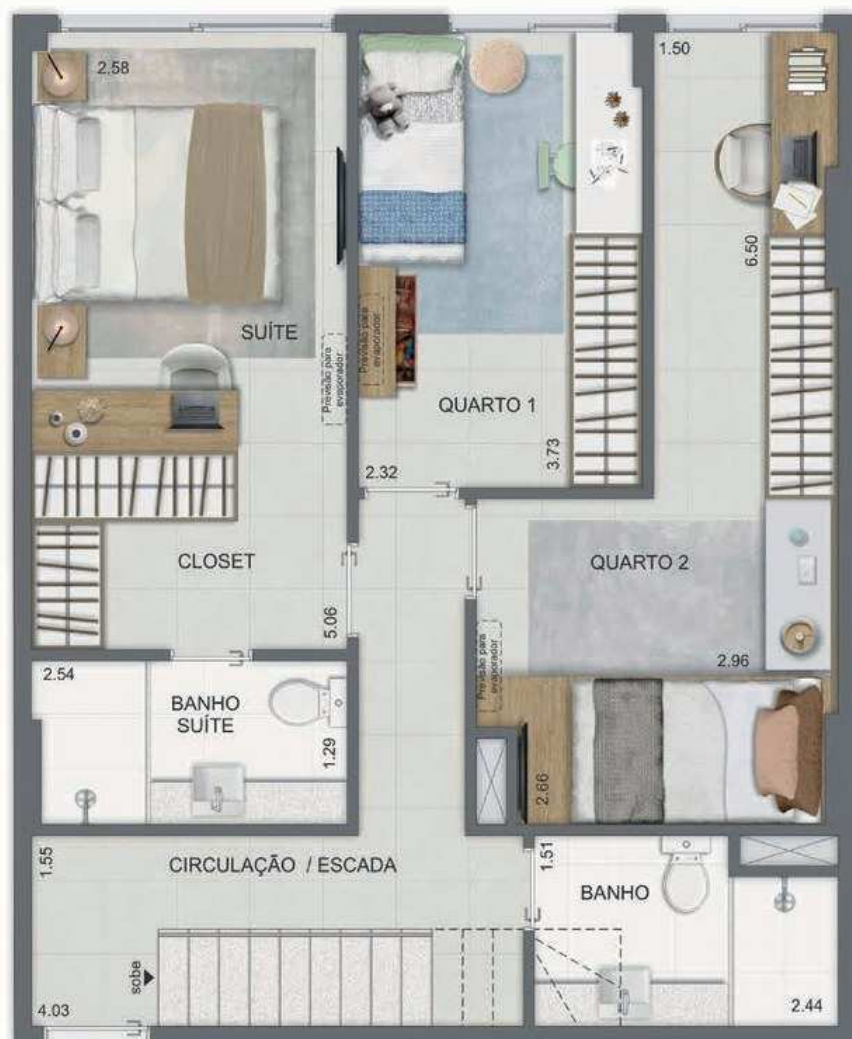 2.58
1.50
6.50
SUÍTE
Previsão para
evaporador
Previsão para
evaporador
QUARTO 1
3.73
2.32
CLOSET
5.06
QUARTO 2
2.96
Previsão para
evaporador
2.54
BANHO
SUÍTE
1.29
2.66
1.55
CIRCULAÇÃO / ESCADA
1.51
BANHO
sobe
4.03
2.44